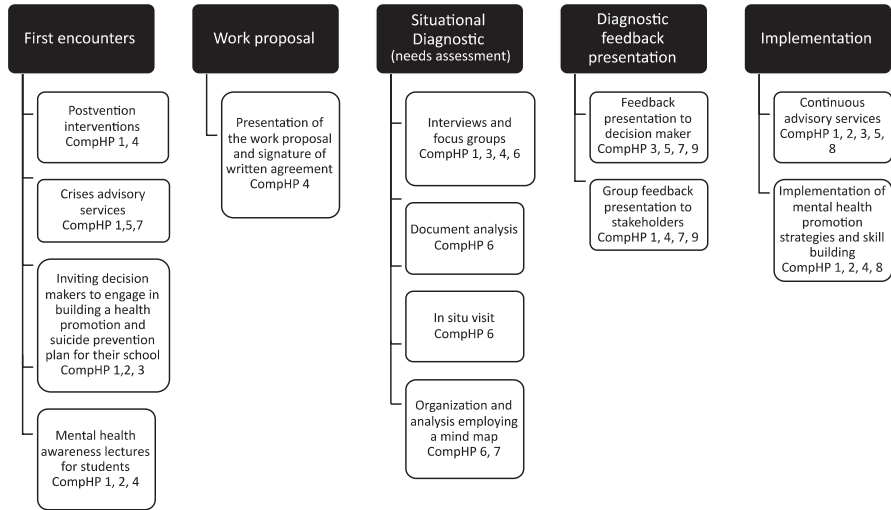 First encounters
Postvention
interventions
CompHP 1, 4
Crises advisory
services
CompHP 1,5,7
Inviting decision
makers to engage in
building a health
promotion and
suicide prevention
plan for their school
CompHP 1,2, 3
Mental health
awareness lectures
for students
CompHP 1, 2, 4
Work proposal
Presentation of
the work proposal
and signature of
written agreement
CompHP 4
Situational
Diagnostic
(needs assessment)
Interviews and
focus groups
CompHP 1, 3, 4, 6
Document analysis
CompHP 6
In situ visit
CompHP 6
Organization and
analysis employing
a mind map
CompHP 6, 7
Diagnostic
feedback
presentation
Feedback
presentation to
decision maker
CompHP 3, 5, 7, 9
Group feedback
presentation to
stakeholders
CompHP 1, 4, 7, 9
Implementation
Continuous
advisory services
CompHP 1, 2, 3, 5,
8
Implementation of
mental health
promotion
strategies and skill
building
CompHP 1, 2, 4, 8